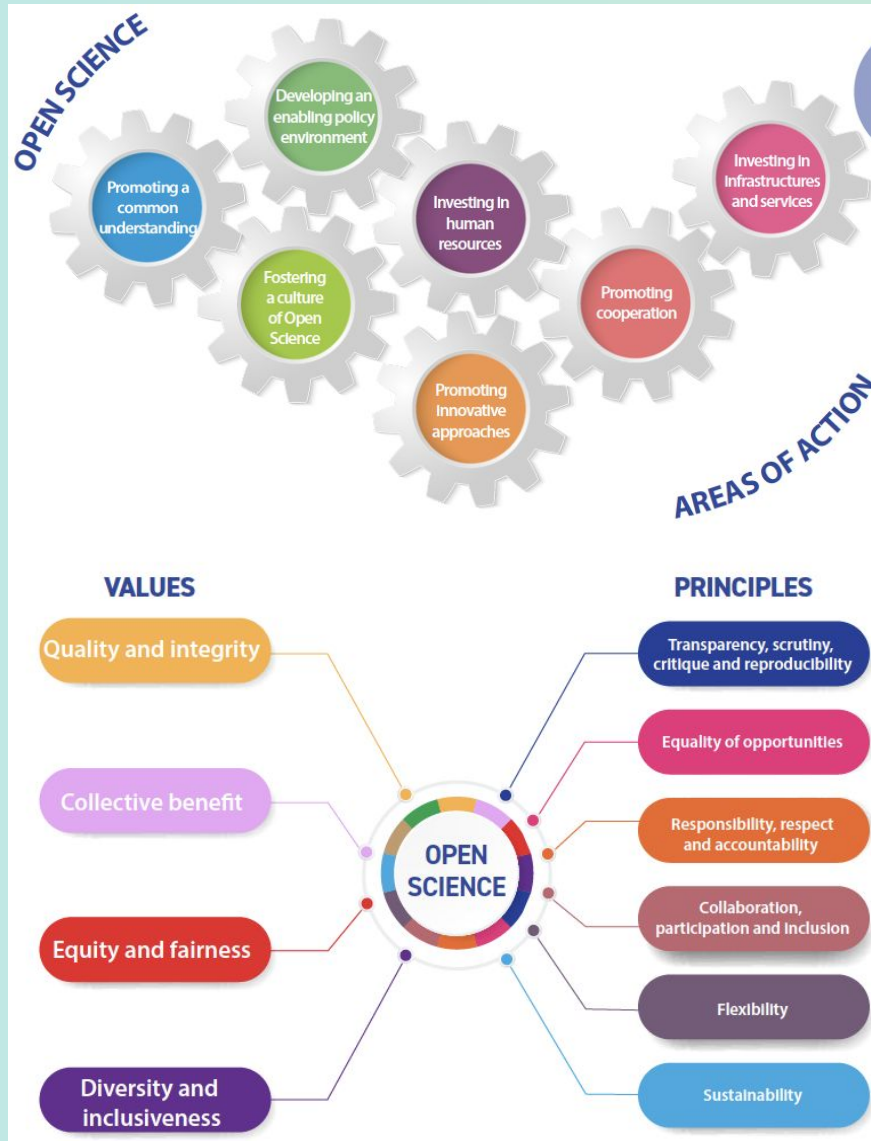 OPEN SCIENCE
Developing an
enabling policy
environment
Promoting a
common
understanding
Investing in
human
resources
Investing in
infrastructures
and services
Fostering
a culture
of Open
Science
Promoting
cooperation
Promoting
innovative
approaches
AREAS OF ACTION
VALUES
Quality and integrity
Collective benefit
Equity and fairness
Diversity and
inclusiveness
OPEN
SCIENCE
PRINCIPLES
Transparency, scrutiny,
critique and reproducibility
Equality of opportunities
Responsibility, respect
and accountability
Collaboration,
participation and inclusion
Flexibility
Sustainability